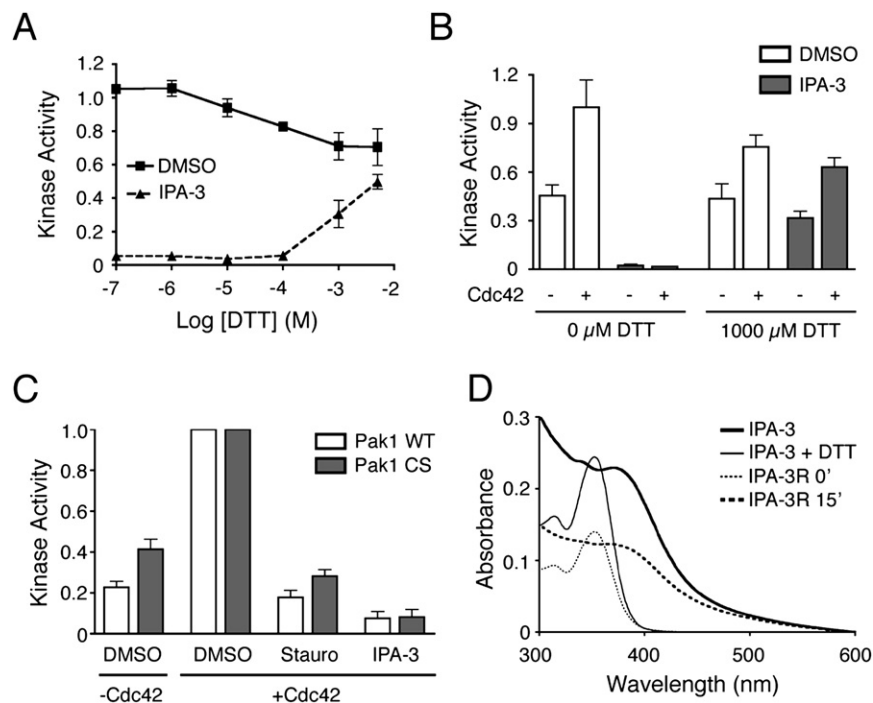 A
1.2
1.0
0.8
0.6
0.4
0.2
0
Kinase Activity
DMSO
IPA-3
-7 -6 -5 -4 -3 -2
Log [DTT] (M)
B
DMSO
IPA-3
1.2
0.9
0.6
0.3
0
Kinase Activity
Cdc42 - + - + - + - +
0 µM DTT 1000 µM DTT
C
Pak1 WT
Pak1 CS
1.0
0.8
0.6
0.4
0.2
0
Kinase Activity
DMSO DMSO Stauro IPA-3
-Cdc42 +Cdc42
D
IPA-3
IPA-3 + DTT
IPA-3R 0'
IPA-3R 15'
0.3
0.2
0.1
0
Absorbance
300 400 500 600
Wavelength (nm)